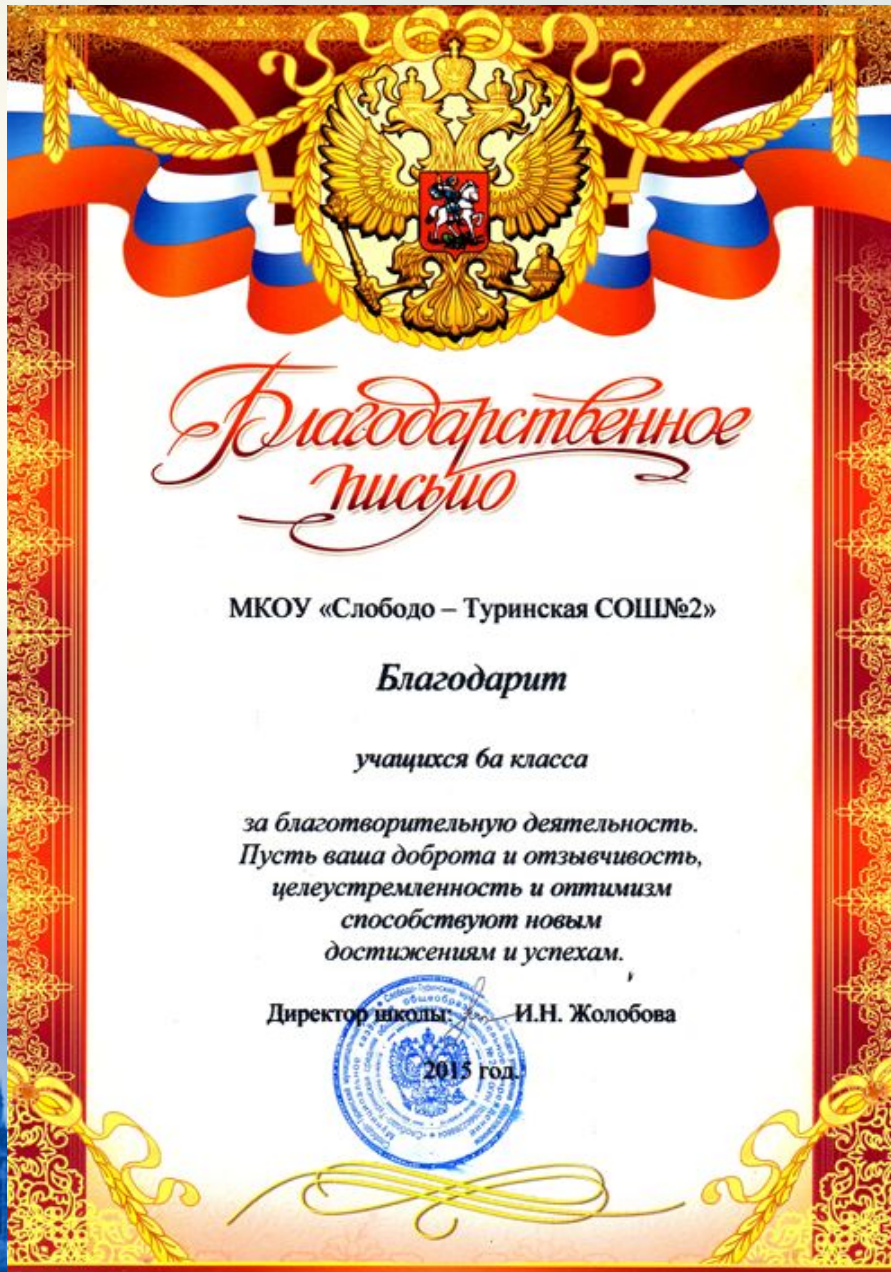 Благодарственное
письмо
МКОУ «Слободо – Туринская СОШ№2»
Благодарит
учащихся 6а класса
за благотворительную деятельность.
Пусть ваша доброта и отзывчивость,
целеустремленность и оптимизм
способствуют новым
достижениям и успехам.
Директор школы: И.Н. Жолобова
2015 год.